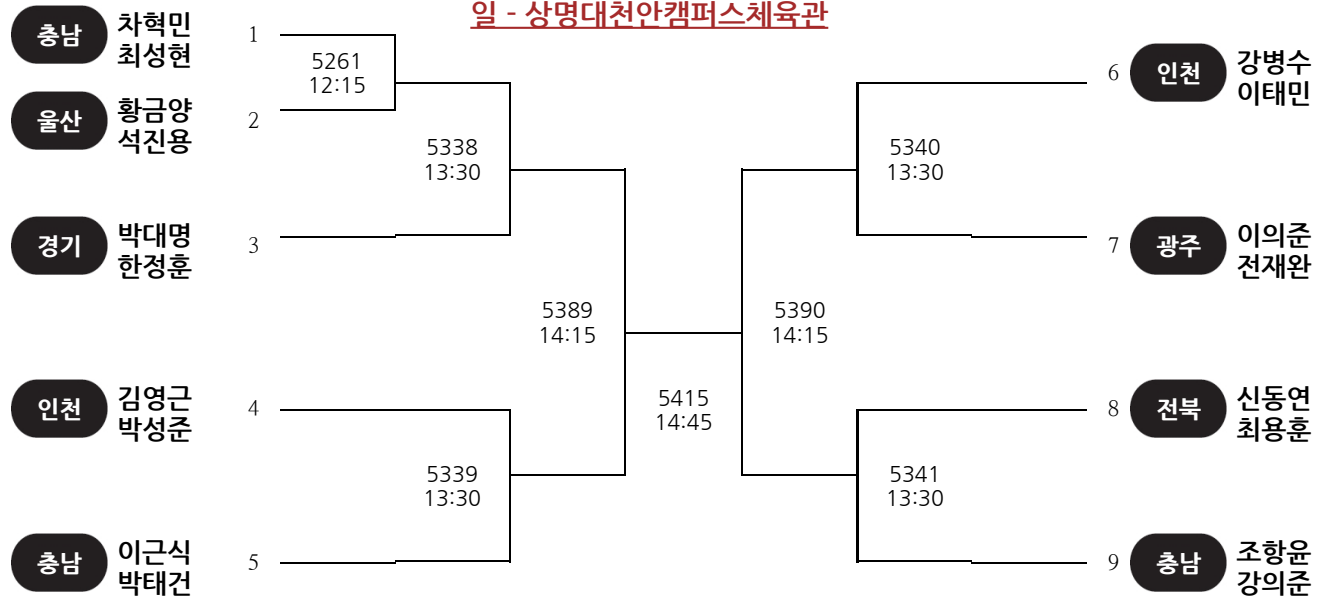 일 - 상명대천안캠퍼스체육관
충남
차혁민
최성현
1
5261
12:15
울산
황금양
석진용
2
5338
13:30
경기
박대명
한정훈
3
5389
14:15
인천
김영근
박성준
4
5339
13:30
충남
이근식
박태건
5
5415
14:45
6
인천
강병수
이태민
5340
13:30
7
광주
이의준
전재완
5390
14:15
8
전북
신동연
최용훈
5341
13:30
9
충남
조항윤
강의준